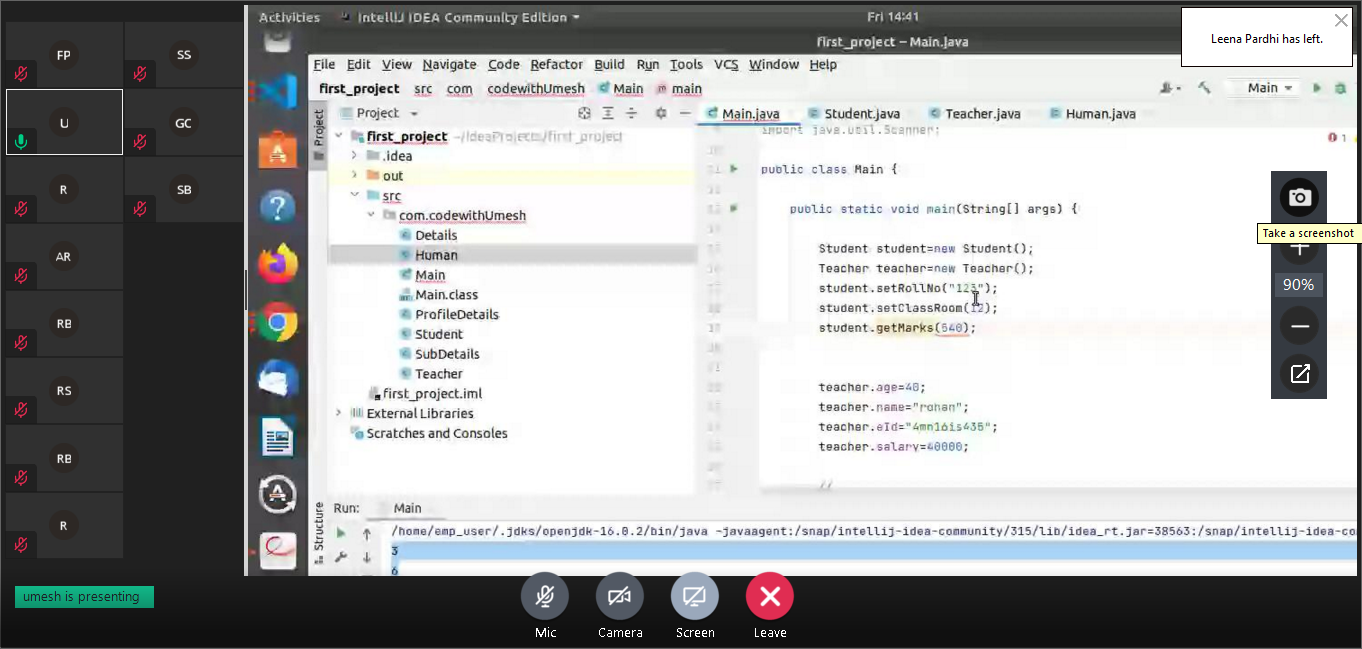 Activities IntelliJ IDEA Community Edition Fri 14:41
first_project – Main.java
Leena Pardhi has left.
File Edit View Navigate Code Refactor Build Run Tools VCS Window Help
first_project src com codewithUmesh Main main
Main
Project
Main.java Student.java Teacher.java Human.java
Project
first_project ~/IdeaProjects/first_project
.idea
out
src
com.codewithUmesh
Details
Human
Main
Main.class
ProfileDetails
Student
SubDetails
Teacher
first_project.iml
External Libraries
Scratches and Consoles
import java.util.Scanner;
1
public class Main {
public static void main(String[] args) {
Student student=new Student();
Teacher teacher=new Teacher();
student.setRollNo("123");
student.setClassRoom(12);
student.getMarks(540);
teacher.age=40;
teacher.name="rohan";
teacher.eId="4mn16is435";
teacher.salary=40000;
//
Structure
Run: Main
/home/emp_user/.jdks/openjdk-16.0.2/bin/java -javaagent:/snap/intellij-idea-community/315/lib/idea_rt.jar=38563:/snap/intellij-idea-co
3
6
FP SS
U GC
R SB
AR
RB
RS
RB
R
Take a screenshot
90%
umesh is presenting
Mic Camera Screen Leave